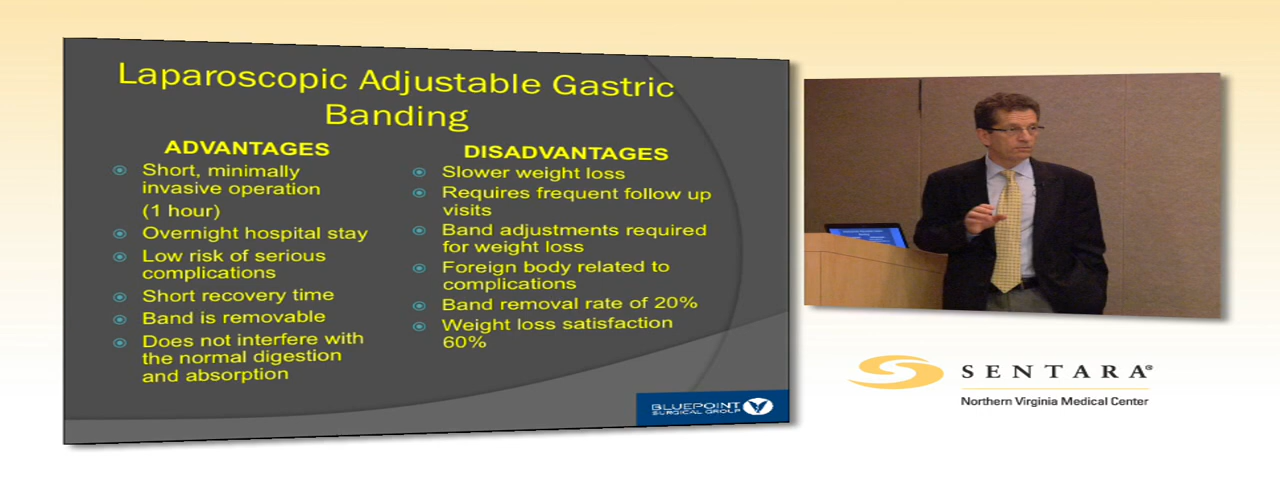 Laparoscopic Adjustable Gastric
Banding
ADVANTAGES
Short, minimally
invasive operation
(1 hour)
Overnight hospital stay
Low risk of serious
complications
Short recovery time
Band is removable
Does not interfere with
the normal digestion
and absorption
DISADVANTAGES
Slower weight loss
Requires frequent follow up
visits
Band adjustments required
for weight loss
Foreign body related to
complications
Band removal rate of 20%
Weight loss satisfaction
60%
BLUEPOINT
SURGICAL GROUP
SENTARA®
Northern Virginia Medical Center